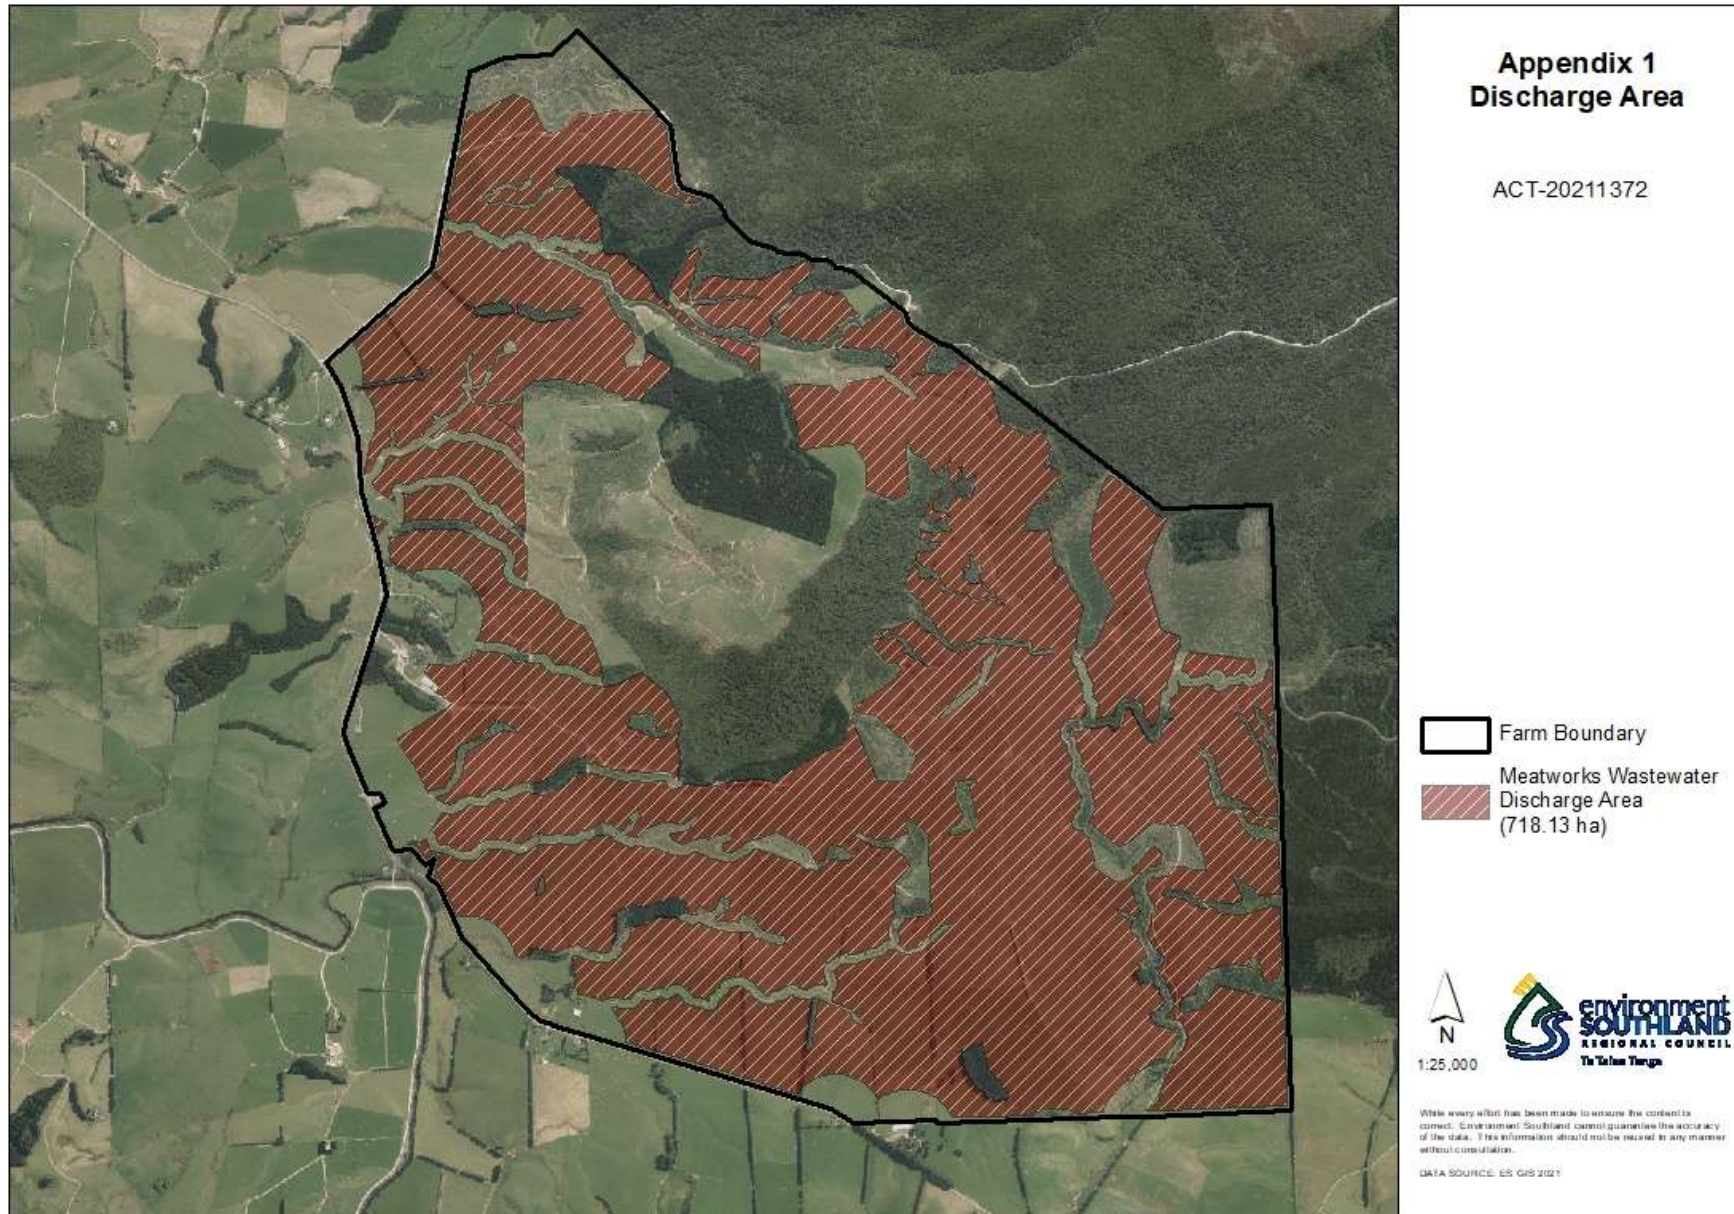 Appendix 1
Discharge Area
ACT-20211372
Farm Boundary
Meatworks Wastewater
Discharge Area
(718.13 ha)
N
1:25,000
environment
SOUTHLAND
REGIONAL COUNCIL
Te Taiao Tonga
While every effort has been made to ensure the content is
correct. Environment Southland cannot guarantee the accuracy
of the data. This information should not be reused in any manner
without consultation.
DATA SOURCE: ES GIS 2021